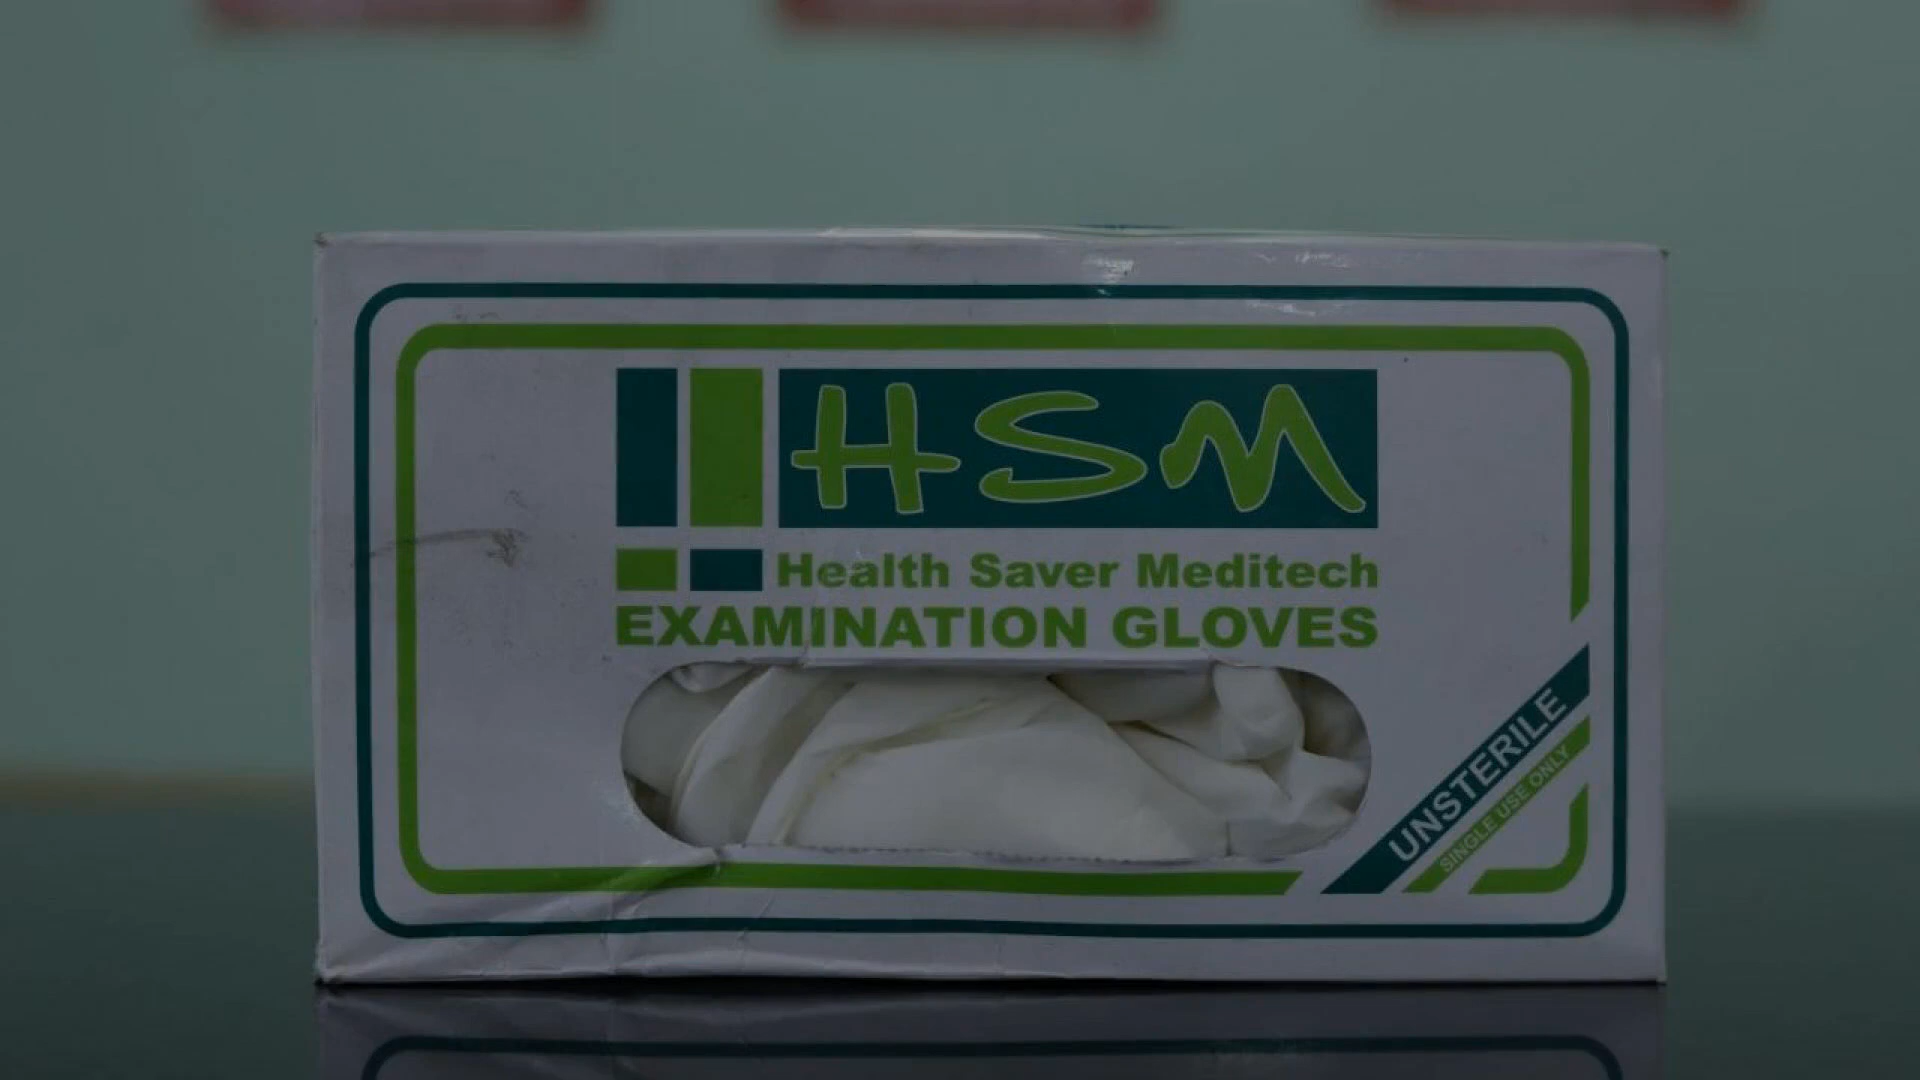 HSM
Health Saver Meditech
EXAMINATION GLOVES
UNSTERILE
SINGLE USE ONLY